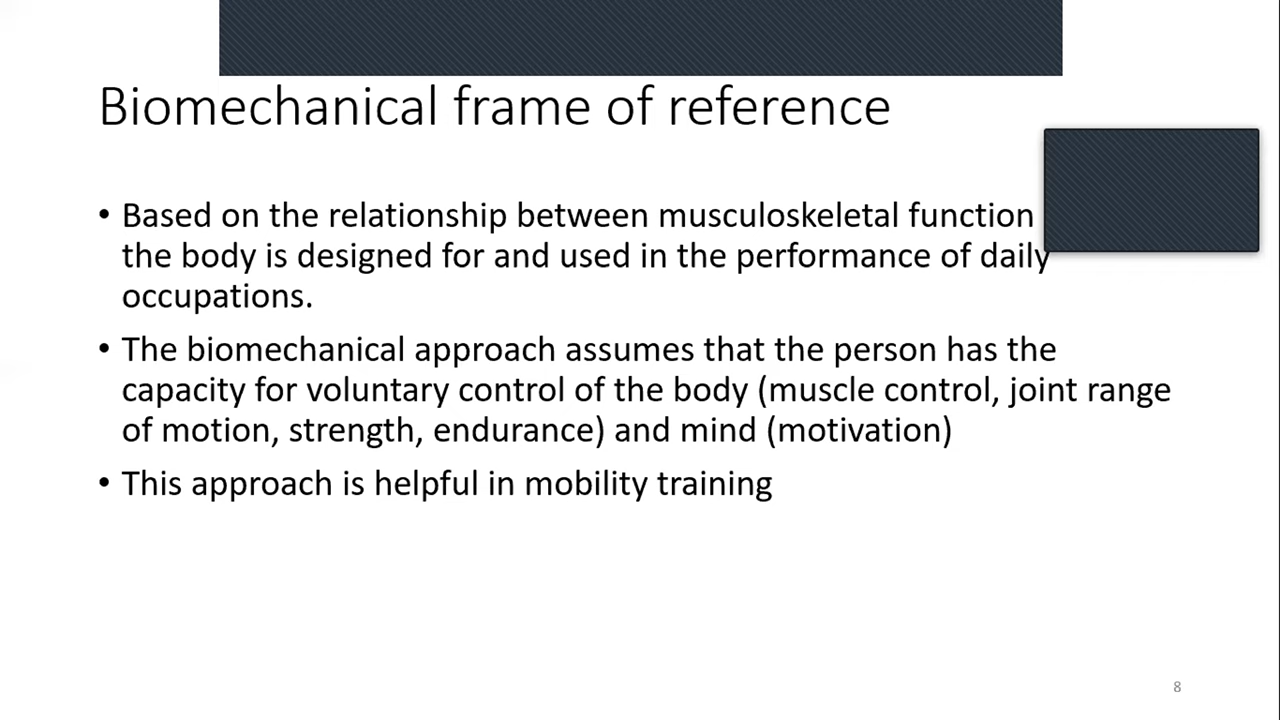 Biomechanical frame of reference
• Based on the relationship between musculoskeletal function
the body is designed for and used in the performance of daily
occupations.
• The biomechanical approach assumes that the person has the
capacity for voluntary control of the body (muscle control, joint range
of motion, strength, endurance) and mind (motivation)
• This approach is helpful in mobility training
8